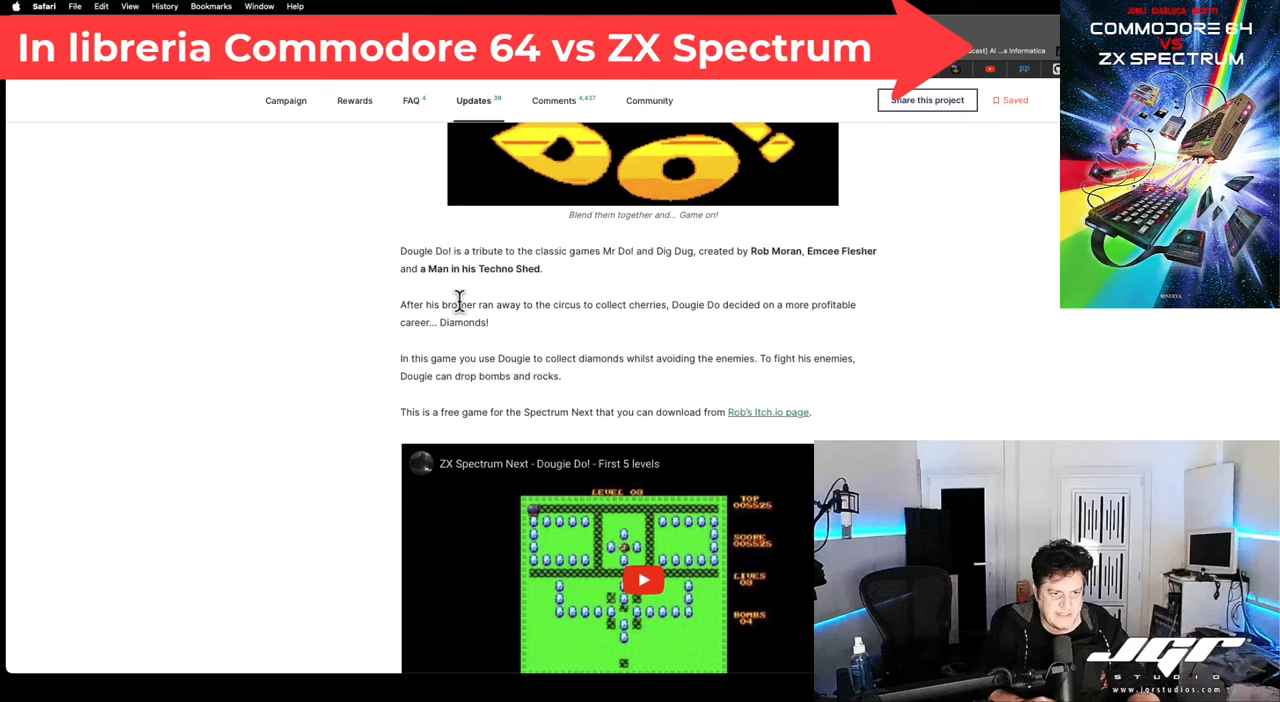 Safari File Edit View History Bookmarks Window Help
In libreria Commodore 64 vs ZX Spectrum
cast] Al ...a Informatica
Campaign Rewards FAQ 4 Updates 39 Comments 4,437 Community
Share this project Saved
Do!
Blend them together and... Game on!
Dougie Do! is a tribute to the classic games Mr Do! and Dig Dug, created by Rob Moran, Emcee Flesher
and a Man in his Techno Shed.
After his brother ran away to the circus to collect cherries, Dougie Do decided on a more profitable
career... Diamonds!
In this game you use Dougie to collect diamonds whilst avoiding the enemies. To fight his enemies,
Dougie can drop bombs and rocks.
This is a free game for the Spectrum Next that you can download from Rob's Itch.io page.
ZX Spectrum Next - Dougie Do! - First 5 levels
LEVEL 03
TOP
005525
SCORE
005525
LIVES
03
BOMBS
04
COMMODORE 64
VS
ZX SPECTRUM
MINERVA
JGR
STUDIO
www.jgrstudios.com